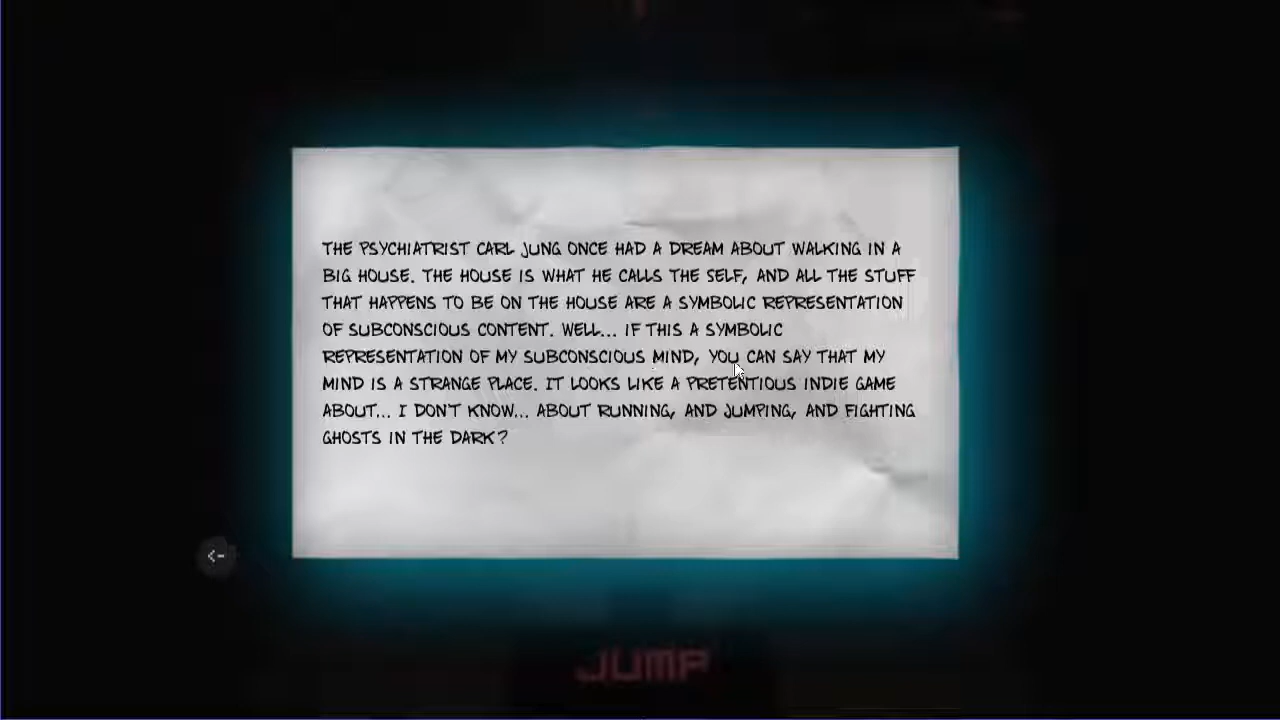 THE PSYCHIATRIST CARL JUNG ONCE HAD A DREAM ABOUT WALKING IN A
BIG HOUSE. THE HOUSE IS WHAT HE CALLS THE SELF, AND ALL THE STUFF
THAT HAPPENS TO BE ON THE HOUSE ARE A SYMBOLIC REPRESENTATION
OF SUBCONSCIOUS CONTENT. WELL... IF THIS A SYMBOLIC
REPRESENTATION OF MY SUBCONSCIOUS MIND, YOU CAN SAY THAT MY
MIND IS A STRANGE PLACE. IT LOOKS LIKE A PRETENTIOUS INDIE GAME
ABOUT... I DON'T KNOW... ABOUT RUNNING, AND JUMPING, AND FIGHTING
GHOSTS IN THE DARK?
<-
JUMP